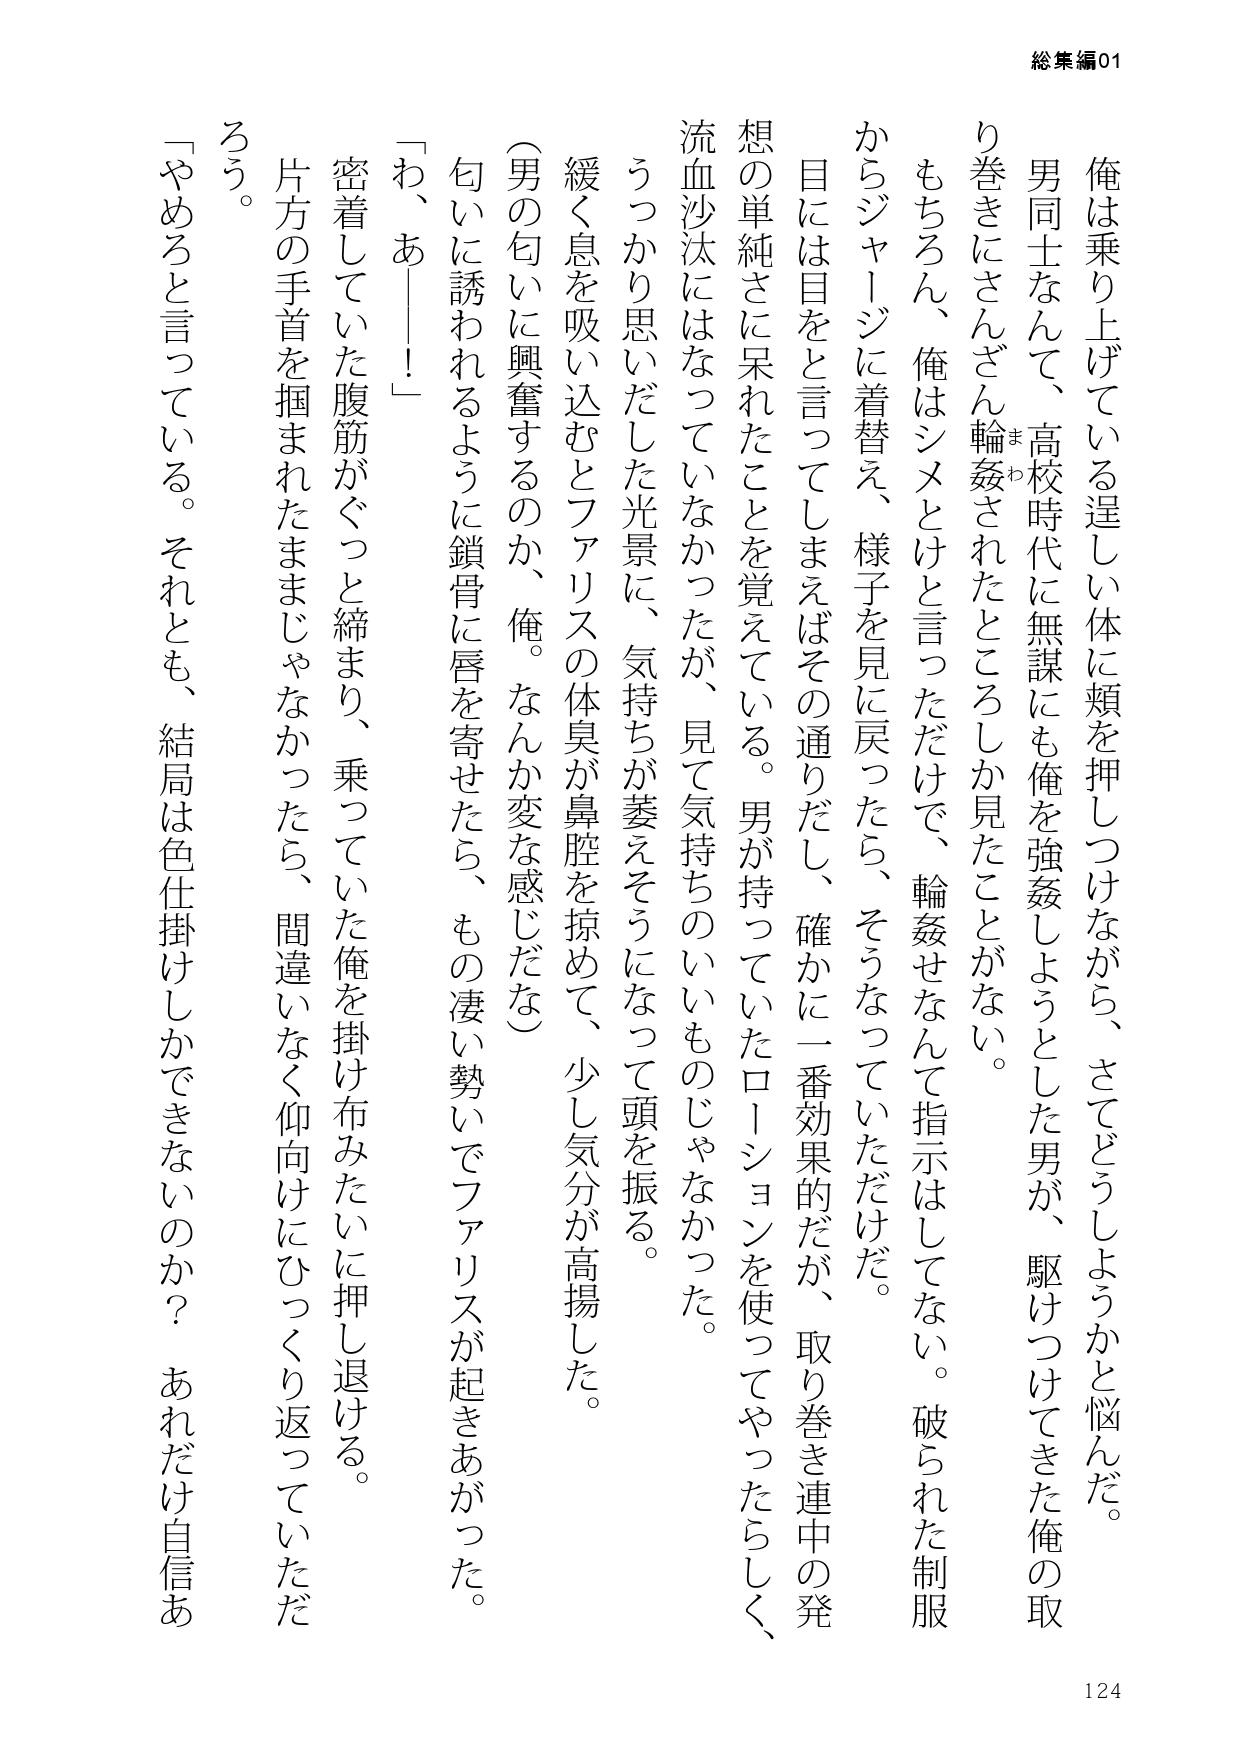 総集編01
俺は乗り上げている逞しい体に頬を押しつけながら、さてどうしようかと悩んだ。
男同士なんて、高校時代に無謀にも俺を強姦しようとした男が、駆けつけてきた俺の取
り巻きにさんざん輪姦されたところしか見たことがない。
まわ
もちろん、俺はシメとけと言っただけで、輪姦せなんて指示はしてない。破られた制服
からジャージに着替え、様子を見に戻ったら、そうなっていただけだ。
目には目をと言ってしまえばその通りだし、確かに一番効果的だが、取り巻き連中の発
想の単純さに呆れたことを覚えている。男が持っていたローションを使ってやったらしく、
流血沙汰にはなっていなかったが、見て気持ちのいいものじゃなかった。
うっかり思いだした光景に、気持ちが萎えそうになって頭を振る。
緩く息を吸い込むとファリスの体臭が鼻腔を掠めて、少し気分が高揚した。
（男の匂いに興奮するのか、俺。なんか変な感じだな）
匂いに誘われるように鎖骨に唇を寄せたら、もの凄い勢いでファリスが起きあがった。
「わ、あ――！」
密着していた腹筋がぐっと締まり、乗っていた俺を掛け布みたいに押し退ける。
片方の手首を掴まれたままじゃなかったら、間違いなく仰向けにひっくり返っていただ
ろう。
「やめろと言っている。それとも、結局は色仕掛けしかできないのか？　あれだけ自信あ
124